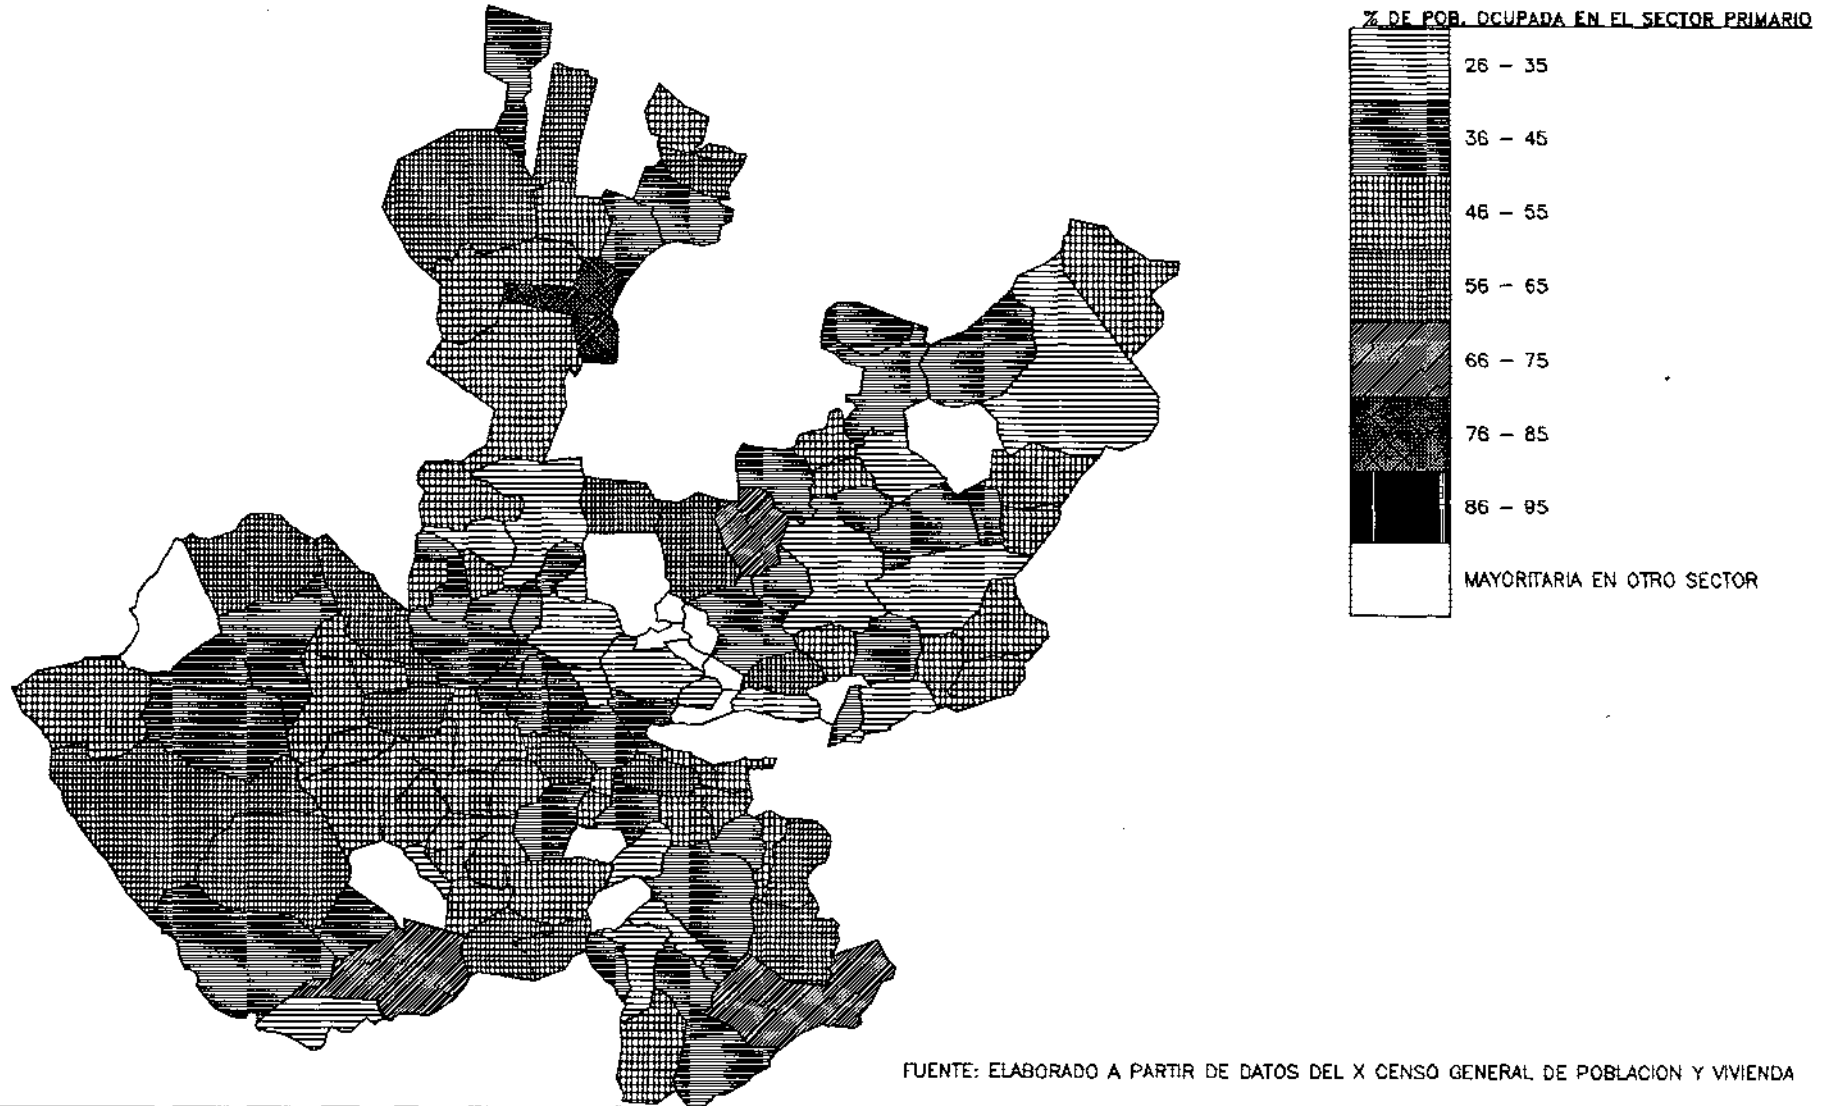 % DE POB. OCUPADA EN EL SECTOR PRIMARIO
26 - 35
36 - 45
46 - 55
56 - 65
66 - 75
76 - 85
86 - 95
MAYORITARIA EN OTRO SECTOR
FUENTE: ELABORADO A PARTIR DE DATOS DEL X CENSO GENERAL DE POBLACION Y VIVIENDA